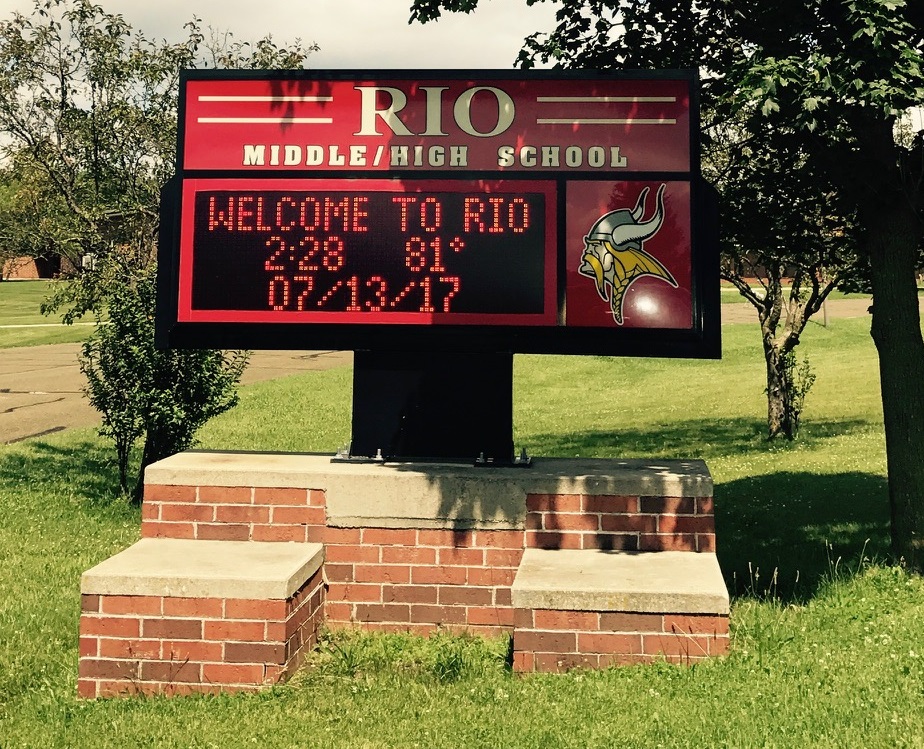 RIO
MIDDLE/HIGH SCHOOL
WELCOME TO RIO
2:28 81°
07/13/17